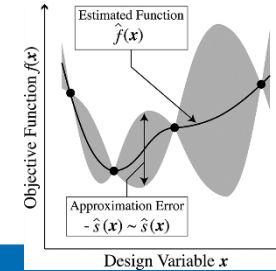 Estimated Function
f̂(x)
Objective Function f(x)
Approximation Error
- ŝ(x) ~ ŝ(x)
Design Variable x